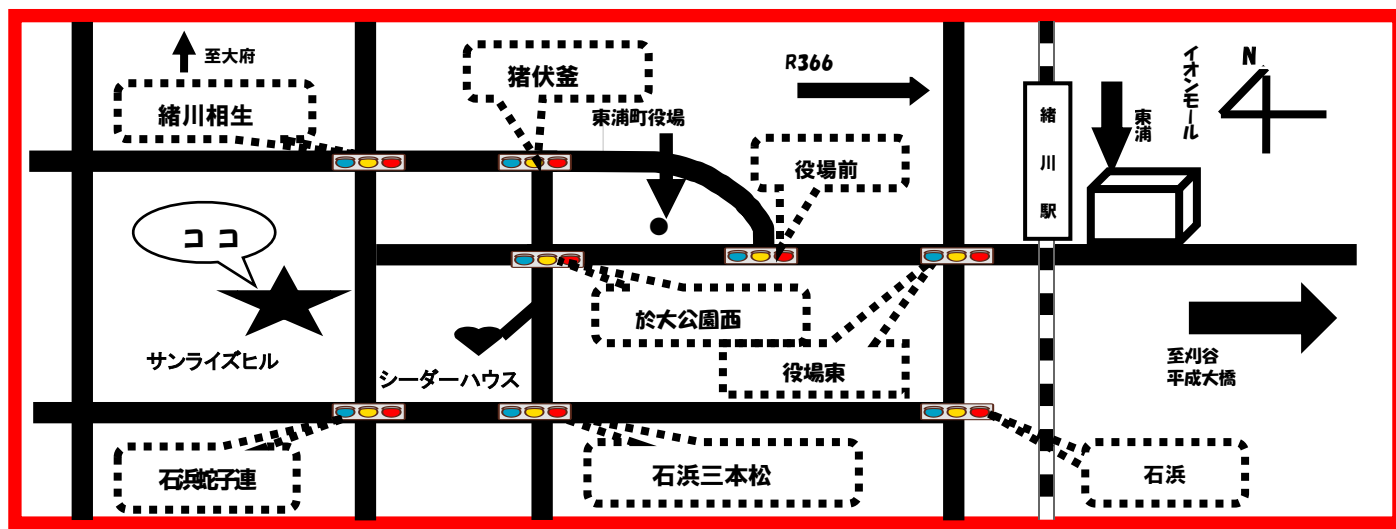 至大府
緒川相生
猪伏釜
東浦町役場
R366
役場前
緒川駅
イオンモール
東浦
N
ココ
サンライズヒル
シーダーハウス
於大公園西
役場東
至刈谷
平成大橋
石浜蛇子連
石浜三本松
石浜